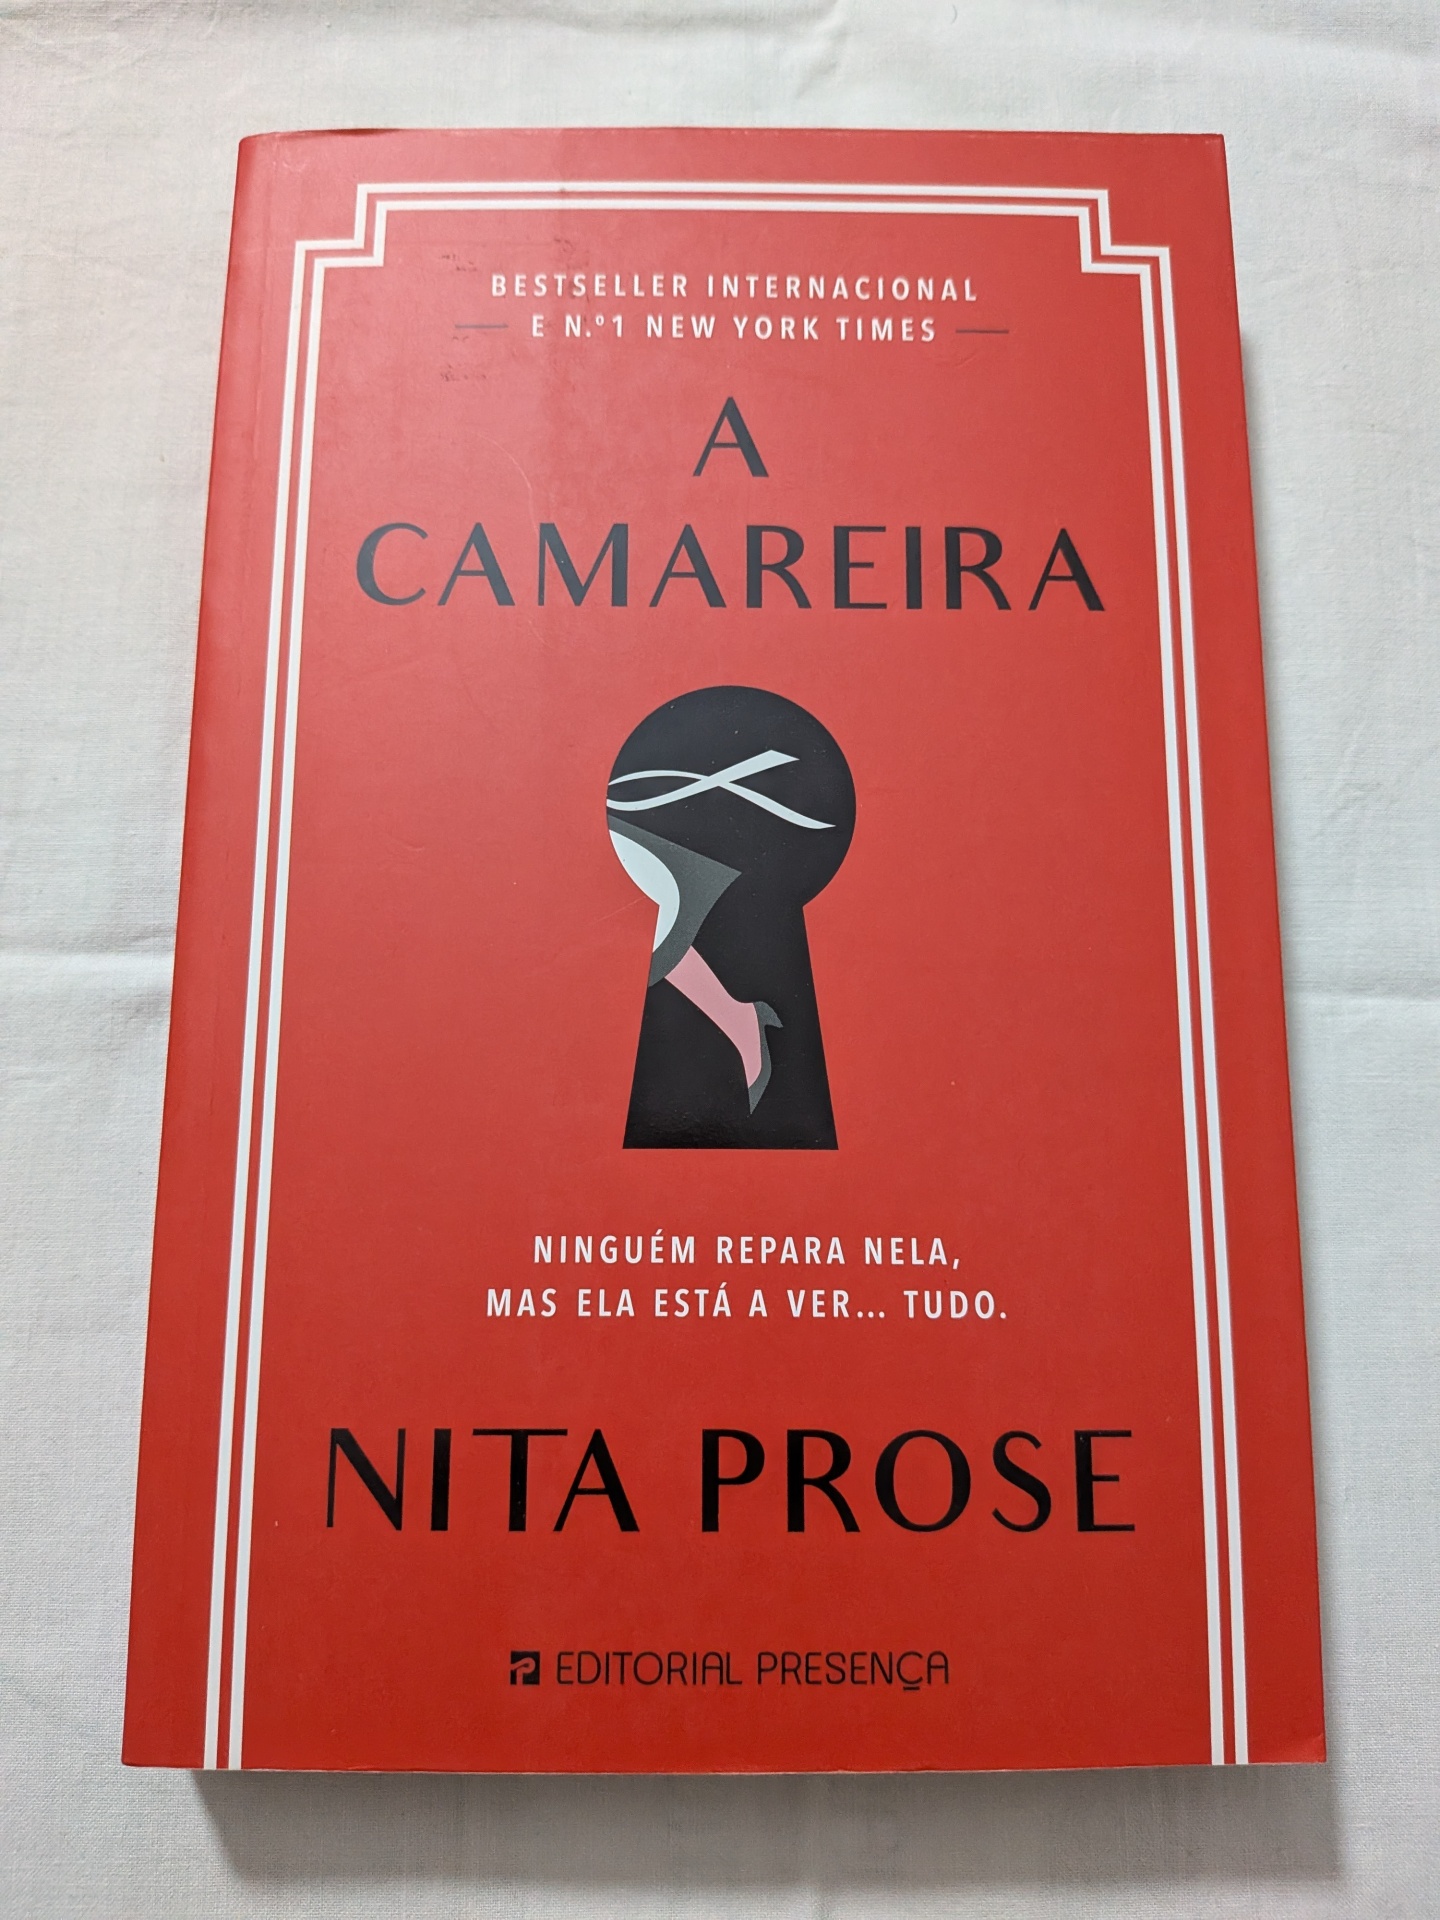 BESTSELLER INTERNACIONAL
E N.º1 NEW YORK TIMES
A
CAMAREIRA
NINGUÉM REPARA NELA,
MAS ELA ESTÁ A VER... TUDO.
NITA PROSE
EDITORIAL PRESENÇA